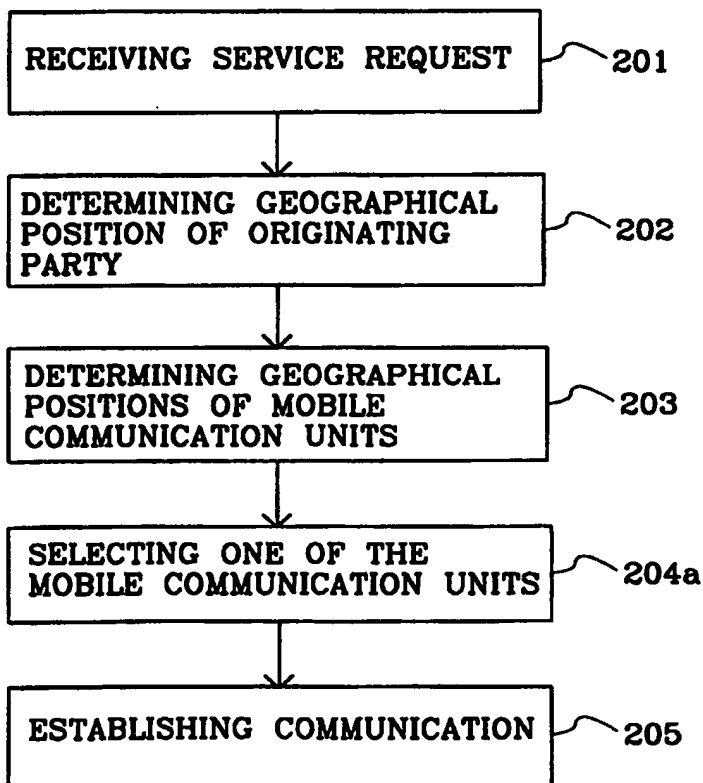 RECEIVING SERVICE REQUEST
201
DETERMINING GEOGRAPHICAL
POSITION OF ORIGINATING
PARTY
202
DETERMINING GEOGRAPHICAL
POSITIONS OF MOBILE
COMMUNICATION UNITS
203
SELECTING ONE OF THE
MOBILE COMMUNICATION UNITS
204a
ESTABLISHING COMMUNICATION
205